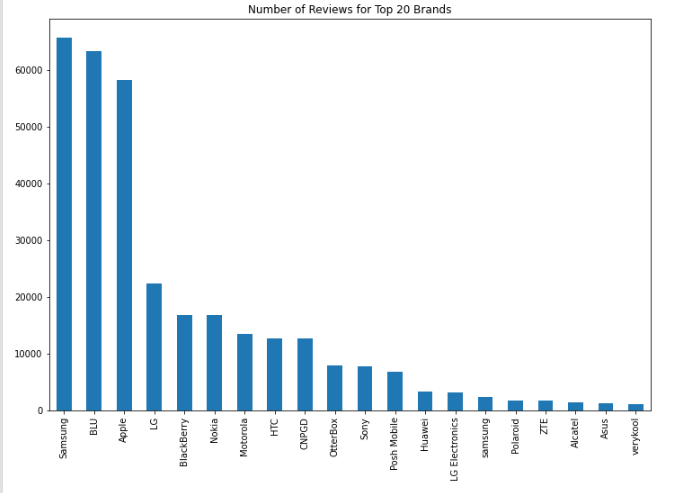 Number of Reviews for Top 20 Brands
60000
50000
40000
30000
20000
10000
0
Samsung
BLU
Apple
LG
BlackBerry
Nokia
Motorola
HTC
CNPGD
OtterBox
Sony
Posh Mobile
Huawei
LG Electronics
samsung
Polaroid
ZTE
Alcatel
Asus
verykool